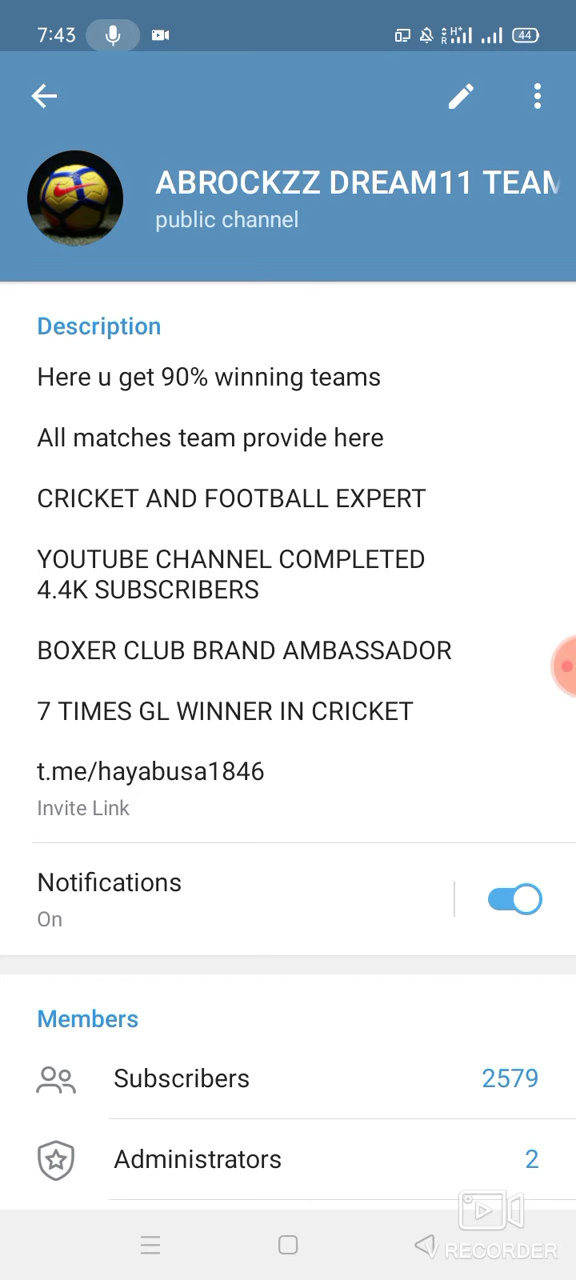 7:43
H+
R
44
ABROCKZZ DREAM11 TEAM
public channel
Description
Here u get 90% winning teams
All matches team provide here
CRICKET AND FOOTBALL EXPERT
YOUTUBE CHANNEL COMPLETED
4.4K SUBSCRIBERS
BOXER CLUB BRAND AMBASSADOR
7 TIMES GL WINNER IN CRICKET
t.me/hayabusa1846
Invite Link
Notifications
On
Members
Subscribers 2579
Administrators 2
V RECORDER